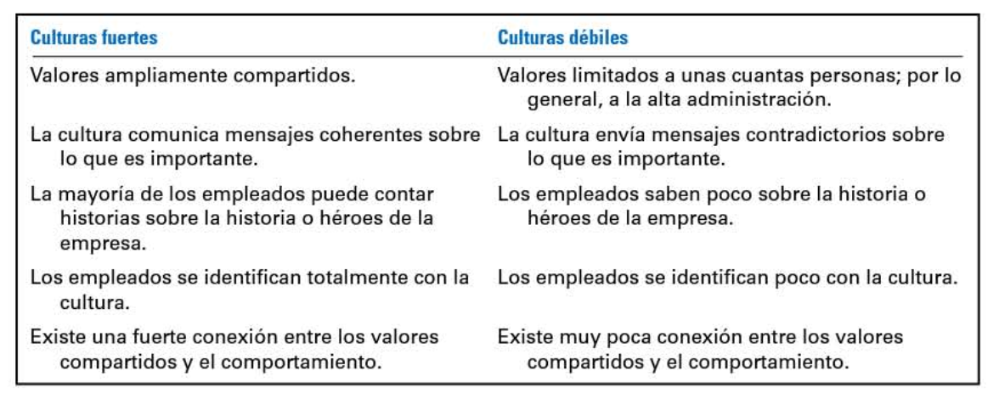 Culturas fuertes
Culturas débiles
Valores ampliamente compartidos.
Valores limitados a unas cuantas personas; por lo
general, a la alta administración.
La cultura comunica mensajes coherentes sobre
lo que es importante.
La cultura envía mensajes contradictorios sobre
lo que es importante.
La mayoría de los empleados puede contar
historias sobre la historia o héroes de la
empresa.
Los empleados saben poco sobre la historia o
héroes de la empresa.
Los empleados se identifican totalmente con la
cultura.
Los empleados se identifican poco con la cultura.
Existe una fuerte conexión entre los valores
compartidos y el comportamiento.
Existe muy poca conexión entre los valores
compartidos y el comportamiento.